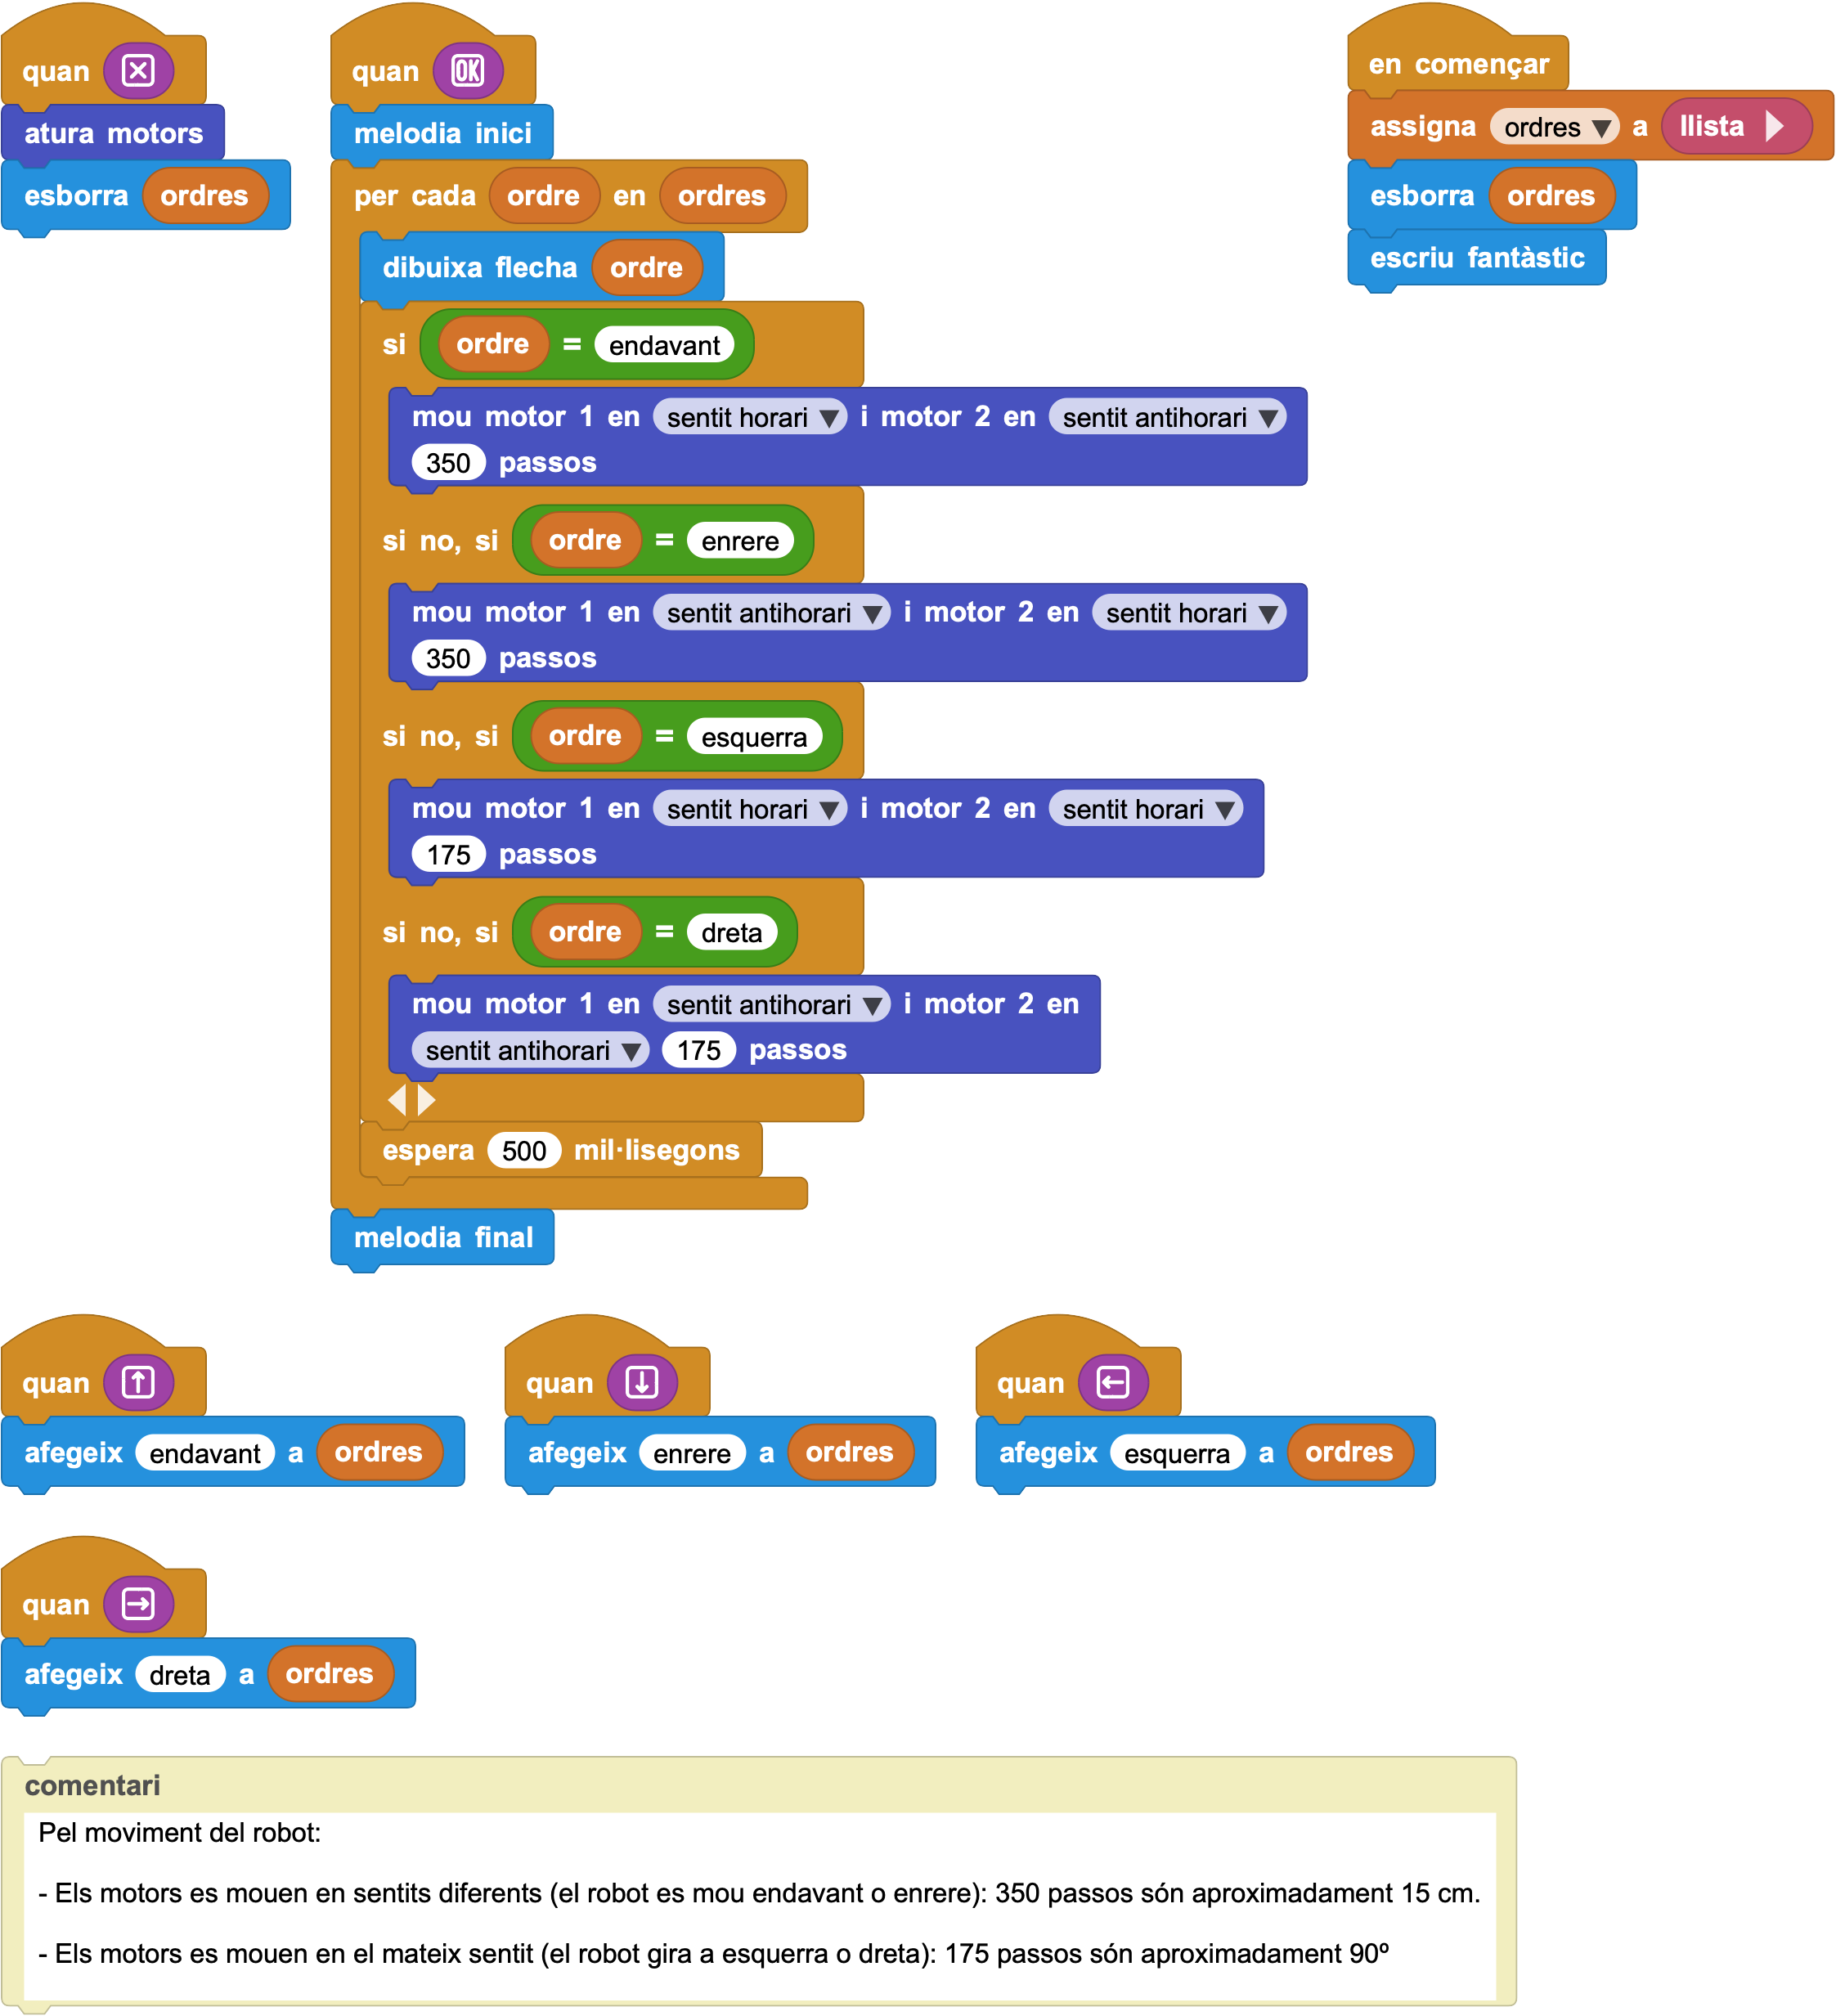 quan
atura motors
esborra ordres
quan OK
melodia inici
per cada ordre en ordres
dibuixa flecha ordre
si ordre = endavant
mou motor 1 en sentit horari i motor 2 en sentit antihorari
350 passos
si no, si ordre = enrere
mou motor 1 en sentit antihorari i motor 2 en sentit horari
350 passos
si no, si ordre = esquerra
mou motor 1 en sentit horari i motor 2 en sentit horari
175 passos
si no, si ordre = dreta
mou motor 1 en sentit antihorari i motor 2 en
sentit antihorari 175 passos
espera 500 mil·lisegons
melodia final
en començar
assigna ordres a llista
esborra ordres
escriu fantàstic
quan
afegeix endavant a ordres
quan
afegeix enrere a ordres
quan
afegeix esquerra a ordres
quan
afegeix dreta a ordres
comentari
Pel moviment del robot:
- Els motors es mouen en sentits diferents (el robot es mou endavant o enrere): 350 passos són aproximadament 15 cm.
- Els motors es mouen en el mateix sentit (el robot gira a esquerra o dreta): 175 passos són aproximadament 90º